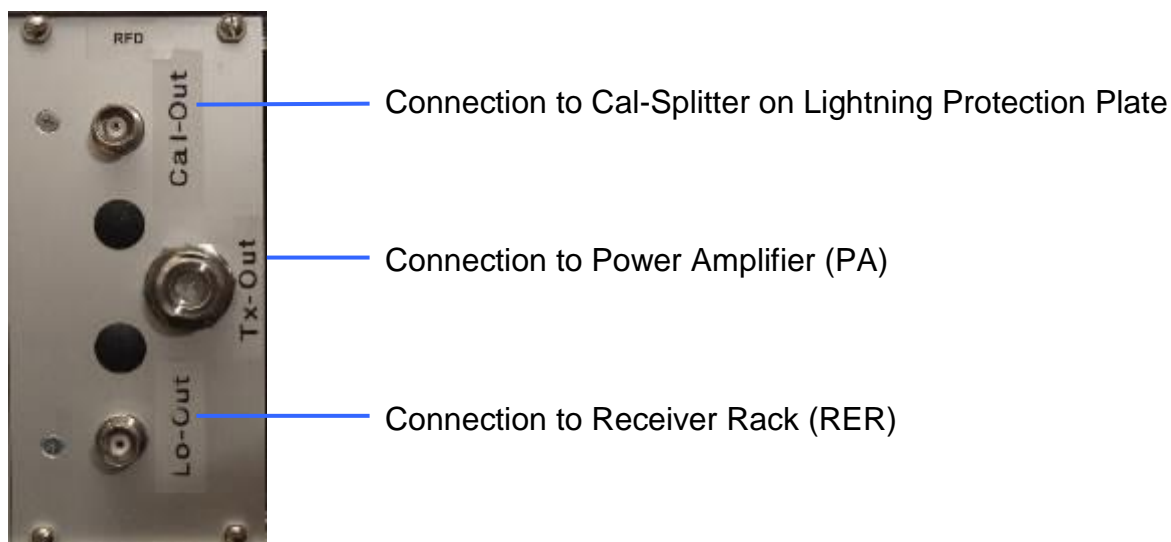 RFD
Cal-Out
Connection to Cal-Splitter on Lightning Protection Plate
Tx-Out
Connection to Power Amplifier (PA)
Lo-Out
Connection to Receiver Rack (RER)